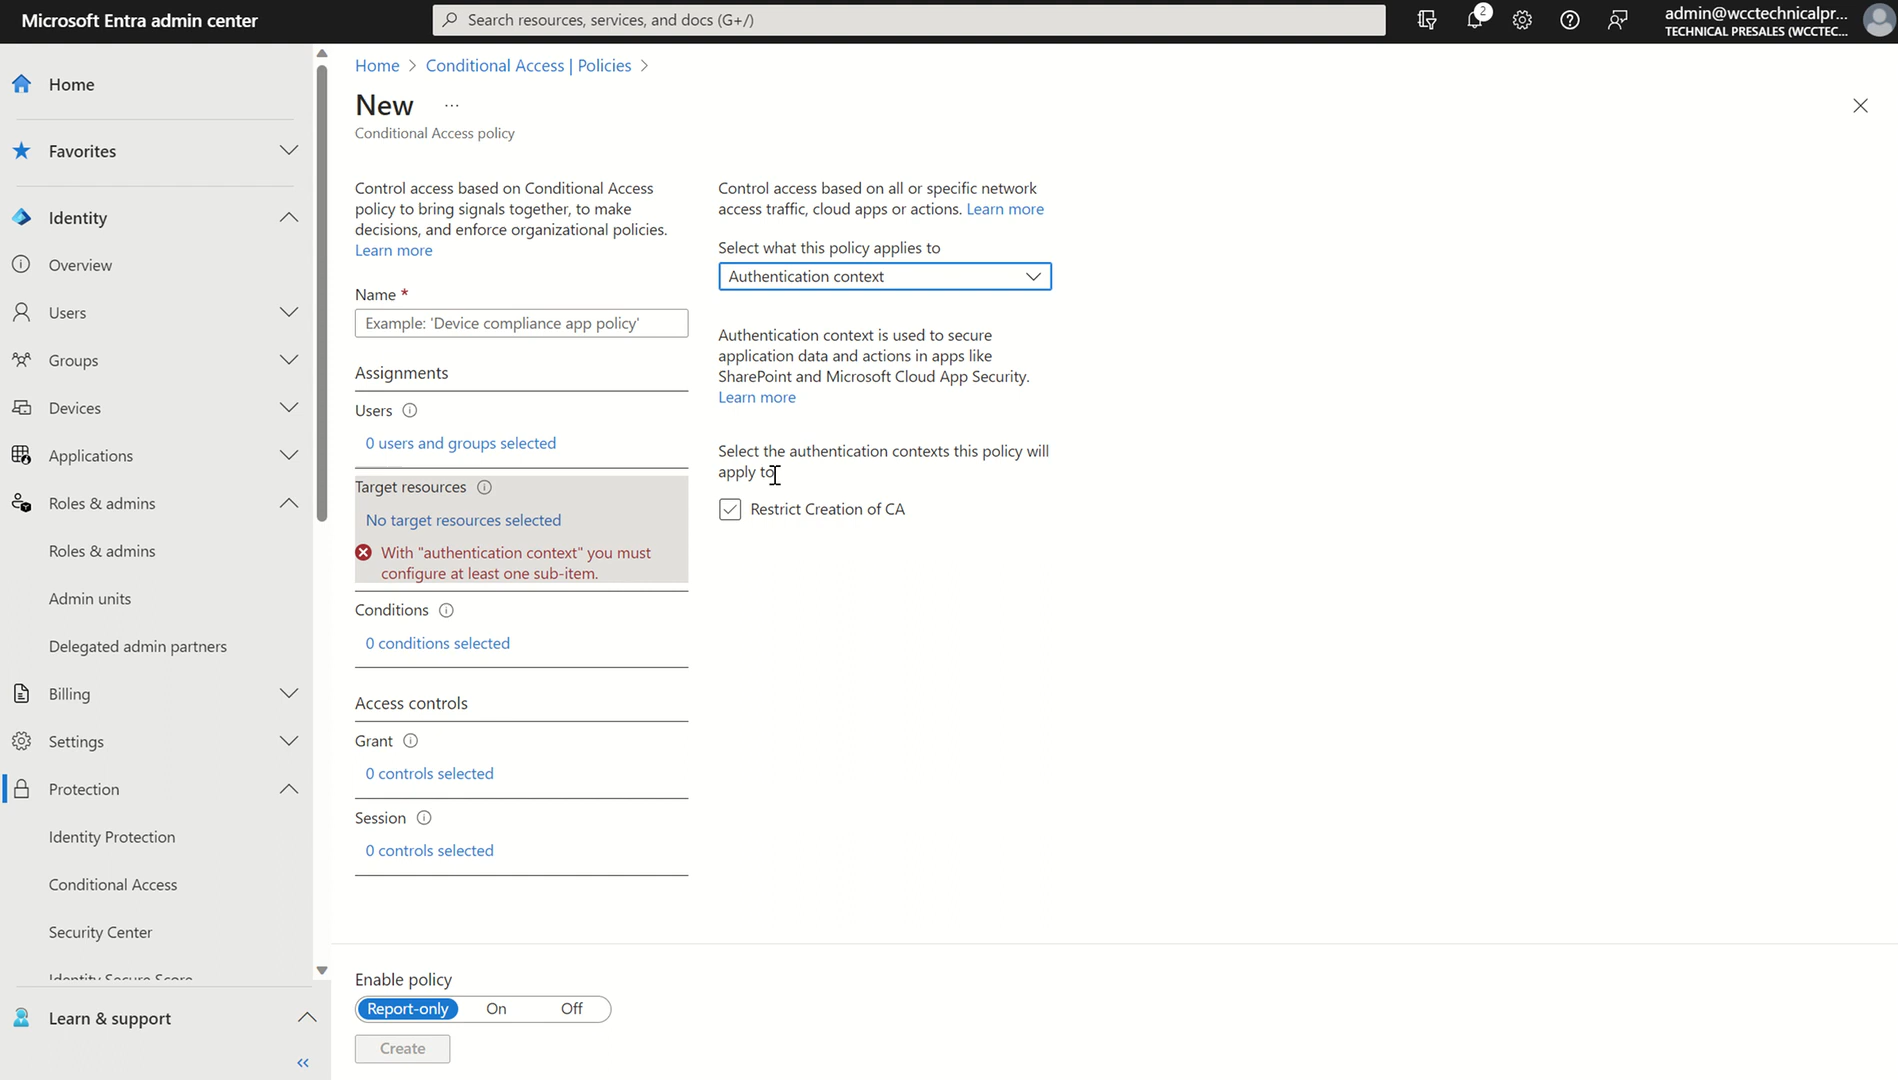 Microsoft Entra admin center
Search resources, services, and docs (G+/)
2
admin@wcctechnicalpr...
TECHNICAL PRESALES (WCCTEC...
Home
Favorites
Identity
Overview
Users
Groups
Devices
Applications
Roles & admins
Roles & admins
Admin units
Delegated admin partners
Billing
Settings
Protection
Identity Protection
Conditional Access
Security Center
Identity Secure Score
Learn & support
Home > Conditional Access | Policies >
New ...
Conditional Access policy
Control access based on Conditional Access
policy to bring signals together, to make
decisions, and enforce organizational policies.
Learn more
Name *
Example: 'Device compliance app policy'
Assignments
Users
0 users and groups selected
Target resources
No target resources selected
With "authentication context" you must
configure at least one sub-item.
Conditions
0 conditions selected
Access controls
Grant
0 controls selected
Session
0 controls selected
Control access based on all or specific network
access traffic, cloud apps or actions. Learn more
Select what this policy applies to
Authentication context
Authentication context is used to secure
application data and actions in apps like
SharePoint and Microsoft Cloud App Security.
Learn more
Select the authentication contexts this policy will
apply to
Restrict Creation of CA
Enable policy
Report-only On Off
Create